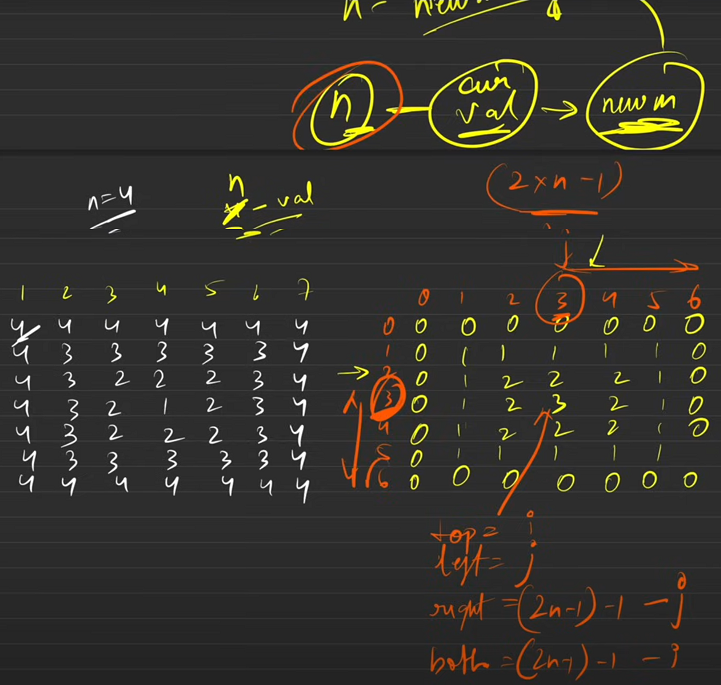 n = new
n — cur val → new m
n=4
n - val
(2×n-1)
1 2 3 4 5 6 7
4 4 4 4 4 4 4
4 3 3 3 3 3 4
4 3 2 2 2 3 4
4 3 2 1 2 3 4
4 3 2 2 2 3 4
4 3 3 3 3 3 4
4 4 4 4 4 4 4
0 1 2 3 4 5 6
0 0 0 0 0 0 0 0
1 0 1 1 1 1 1 0
2 0 1 2 2 2 1 0
3 0 1 2 3 2 1 0
4 0 1 2 2 2 1 0
5 0 1 1 1 1 1
6 0 0 0 0 0 0 0
top = i
left = j
right = (2n-1)-1 - j
both = (2n-1)-1 - i